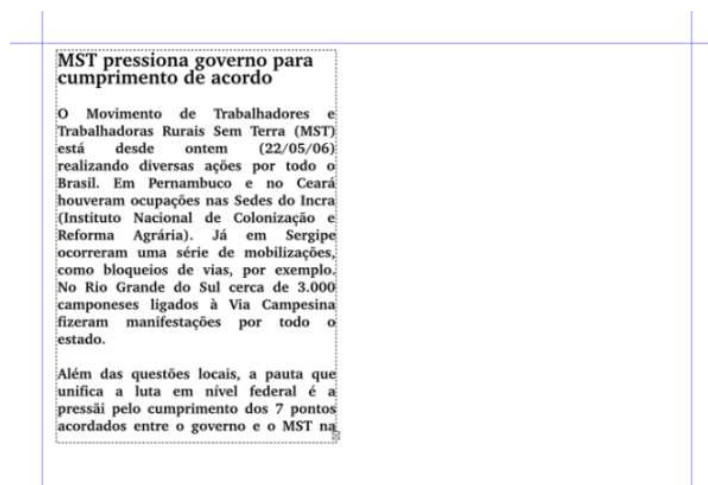 MST pressiona governo para
cumprimento de acordo
O Movimento de Trabalhadores e
Trabalhadoras Rurais Sem Terra (MST)
está desde ontem (22/05/06)
realizando diversas ações por todo o
Brasil. Em Pernambuco e no Ceará
houveram ocupações nas Sedes do Incra
(Instituto Nacional de Colonização e
Reforma Agrária). Já em Sergipe
ocorreram uma série de mobilizações,
como bloqueios de vias, por exemplo.
No Rio Grande do Sul cerca de 3.000
camponeses ligados à Via Campesina
fizeram manifestações por todo o
estado.
Além das questões locais, a pauta que
unifica a luta em nível federal é a
pressãi pelo cumprimento dos 7 pontos
acordados entre o governo e o MST na